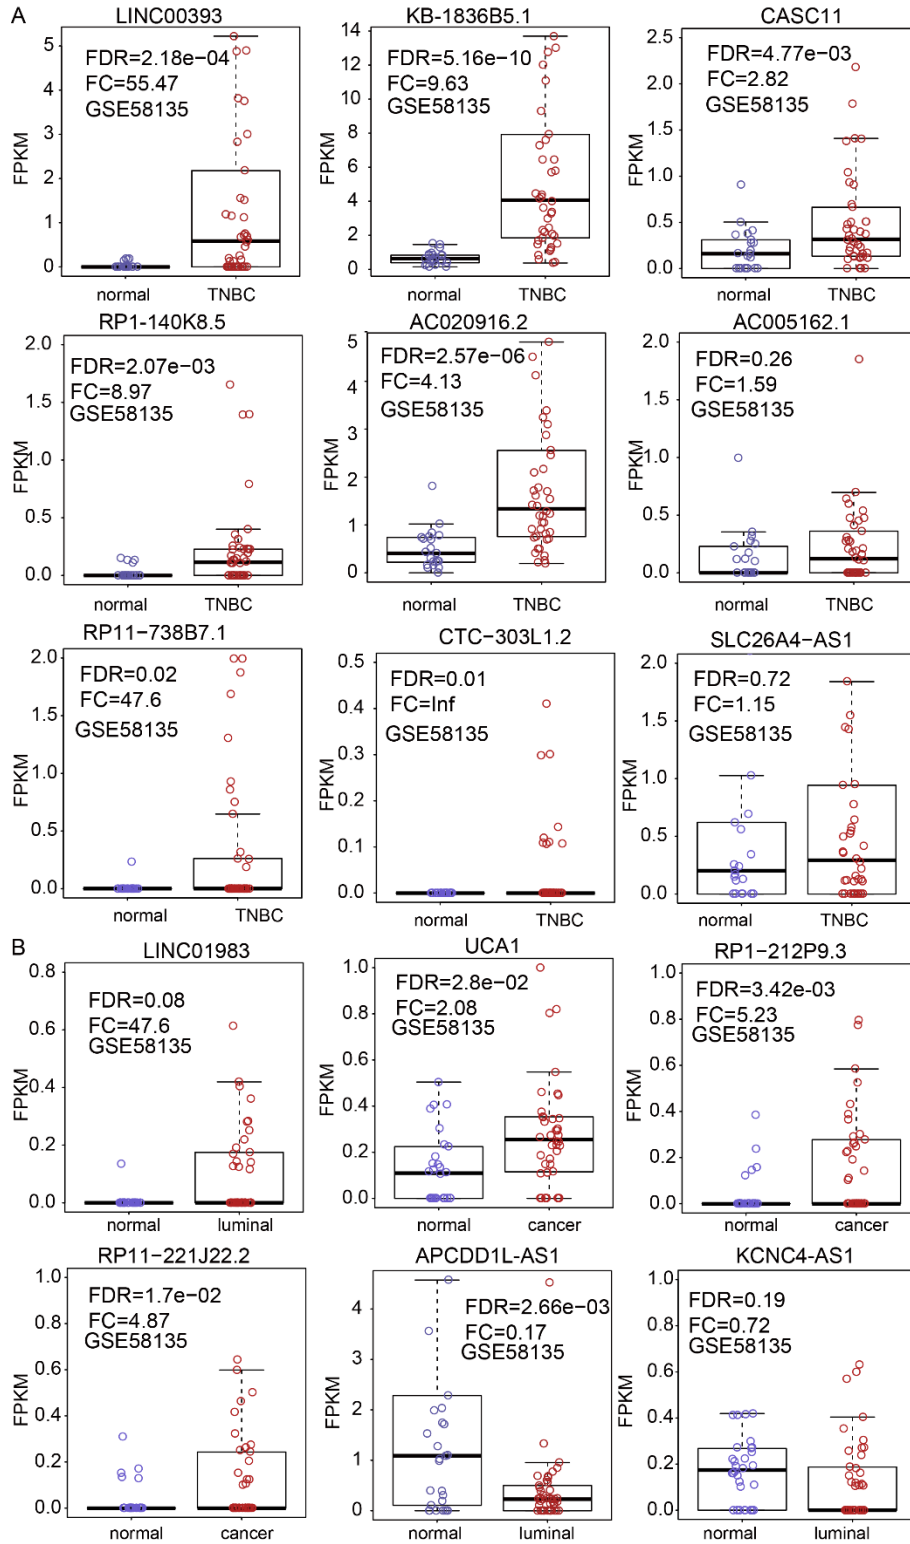 A
LINC00393
FDR=2.18e−04
FC=55.47
GSE58135
FPKM
5
4
3
2
1
0
normal
TNBC
KB-1836B5.1
FDR=5.16e−10
FC=9.63
GSE58135
FPKM
14
12
10
8
6
4
2
0
normal
TNBC
CASC11
FDR=4.77e−03
FC=2.82
GSE58135
FPKM
2.5
2.0
1.5
1.0
0.5
0.0
normal
TNBC
RP1-140K8.5
FDR=2.07e−03
FC=8.97
GSE58135
FPKM
2.0
1.5
1.0
0.5
0.0
normal
TNBC
AC020916.2
FDR=2.57e−06
FC=4.13
GSE58135
FPKM
5
4
5
2
1
0
normal
TNBC
AC005162.1
FDR=0.26
FC=1.59
GSE58135
FPKM
2.0
1.5
1.0
0.5
0.0
normal
TNBC
RP11−738B7.1
FDR=0.02
FC=47.6
GSE58135
FPKM
2.0
1.5
1.0
0.5
0.0
normal
TNBC
CTC−303L1.2
FDR=0.01
FC=Inf
GSE58135
FPKM
0.5
0.4
0.3
0.2
0.1
0.0
normal
TNBC
SLC26A4−AS1
FDR=0.72
FC=1.15
GSE58135
FPKM
2.0
1.5
1.0
0.5
0.0
normal
TNBC
B
LINC01983
FDR=0.08
FC=47.6
GSE58135
FPKM
0.8
0.6
0.4
0.2
0.0
normal
luminal
UCA1
FDR=2.8e−02
FC=2.08
GSE58135
FPKM
1.0
0.8
0.6
0.4
0.2
0.0
normal
cancer
RP1−212P9.3
FDR=3.42e-03
FC=5.23
GSE58135
FPKM
1.0
0.8
0.6
0.4
0.2
0.0
normal
cancer
RP11−221J22.2
FDR=1.7e−02
FC=4.87
GSE58135
FPKM
1.0
0.8
0.6
0.4
0.2
0.0
normal
cancer
APCDD1L-AS1
FDR=2.66e−03
FC=0.17
GSE58135
FPKM
4
3
2
1
0
normal
luminal
KCNC4-AS1
FDR=0.19
FC=0.72
GSE58135
FPKM
1.0
0.8
0.6
0.4
0.2
0.0
normal
luminal